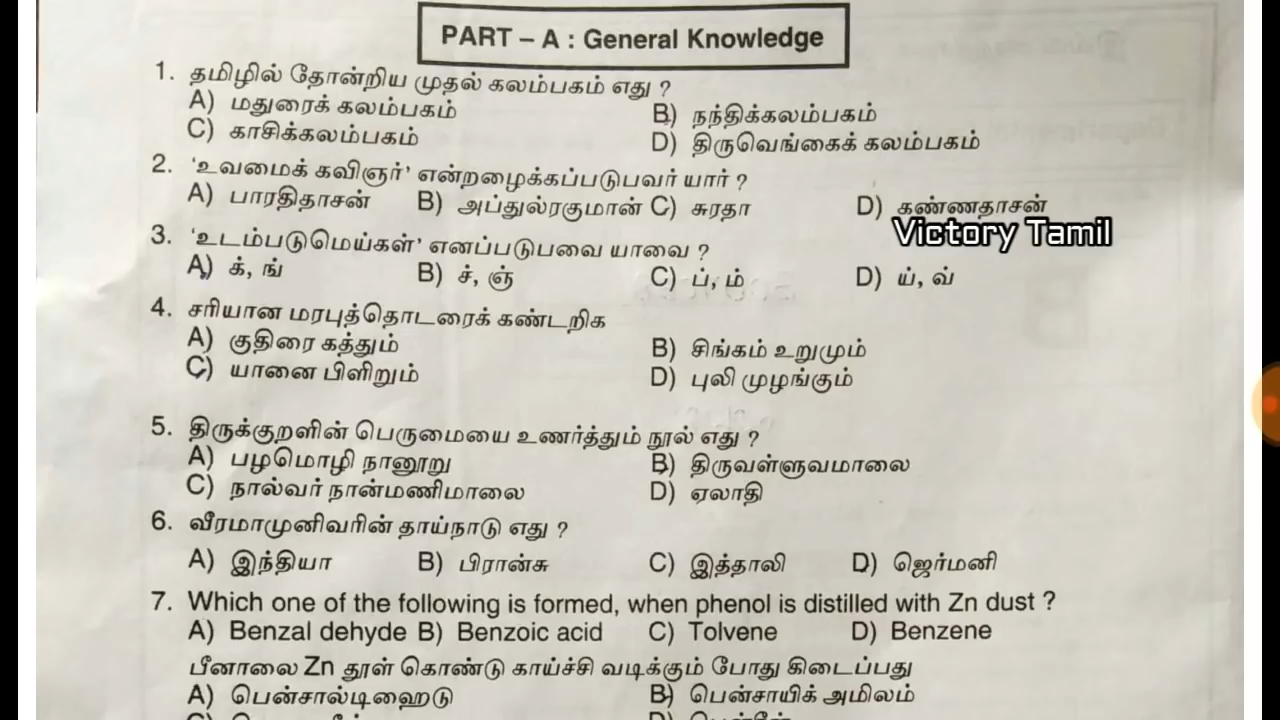 PART – A : General Knowledge
1. தமிழில் தோன்றிய முதல் கலம்பகம் எது ?
A) மதுரைக் கலம்பகம் B) நந்திக்கலம்பகம்
C) காசிக்கலம்பகம் D) திருவெங்கைக் கலம்பகம்
2. ‘உவமைக் கவிஞர்’ என்றழைக்கப்படுபவர் யார் ?
A) பாரதிதாசன் B) அப்துல்ரகுமான் C) சுரதா D) கண்ணதாசன்
Victory Tamil
3. ‘உடம்படுமெய்கள்’ எனப்படுபவை யாவை ?
A) க், ங் B) ச், ஞ் C) ப், ம் D) ய், வ்
4. சரியான மரபுத்தொடரைக் கண்டறிக
A) குதிரை கத்தும் B) சிங்கம் உறுமும்
C) யானை பிளிறும் D) புலி முழங்கும்
5. திருக்குறளின் பெருமையை உணர்த்தும் நூல் எது ?
A) பழமொழி நானூறு B) திருவள்ளுவமாலை
C) நால்வர் நான்மணிமாலை D) ஏலாதி
6. வீரமாமுனிவரின் தாய்நாடு எது ?
A) இந்தியா B) பிரான்சு C) இத்தாலி D) ஜெர்மனி
7. Which one of the following is formed, when phenol is distilled with Zn dust ?
A) Benzal dehyde B) Benzoic acid C) Tolvene D) Benzene
பீனாலை Zn தூள் கொண்டு காய்ச்சி வடிக்கும் போது கிடைப்பது
A) பென்சால்டிஹைடு B) பென்சாயிக் அமிலம்